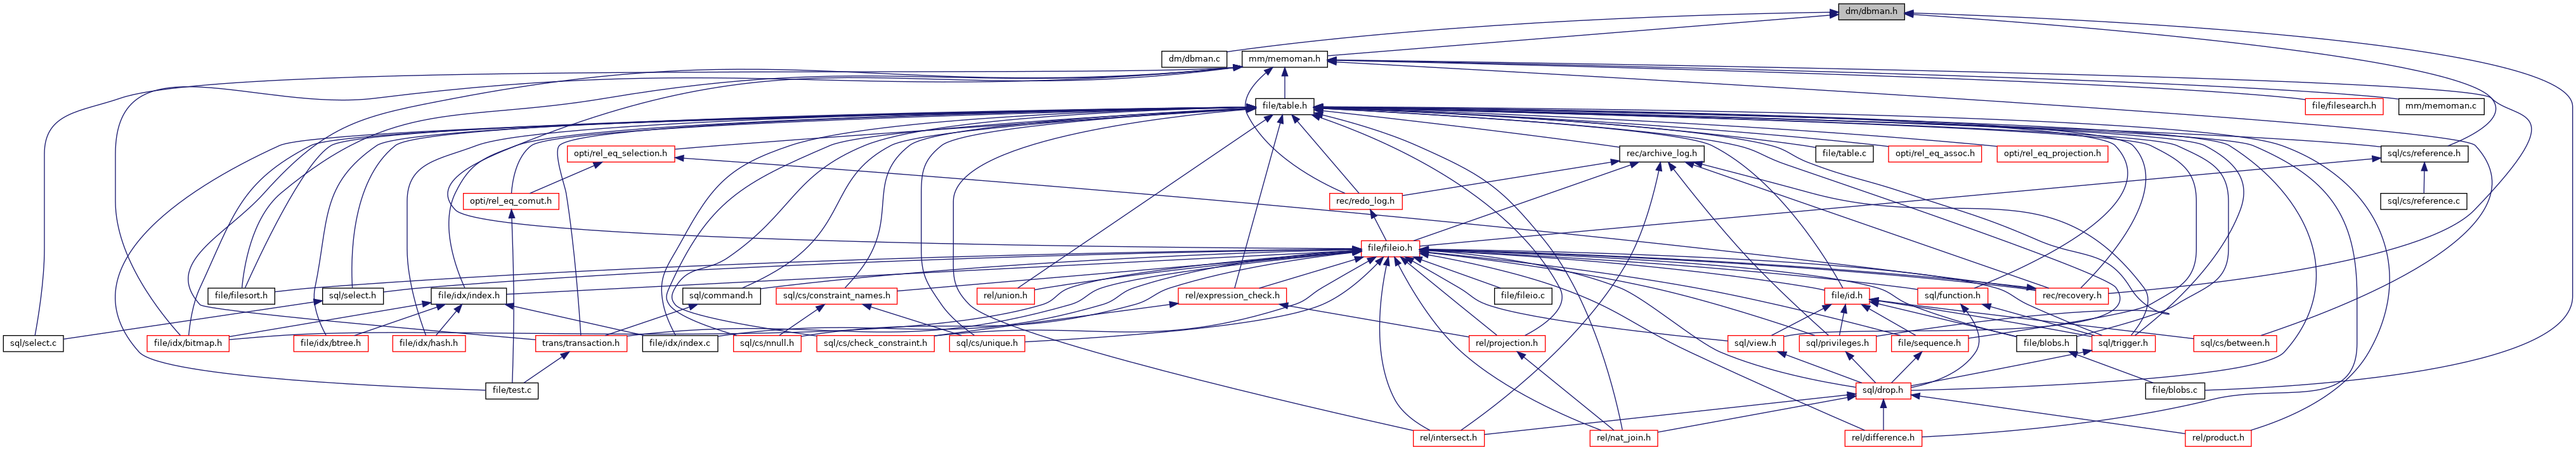 dm/dbman.h
dm/dbman.c
mm/memoman.h
file/table.h
file/filesearch.h
mm/memoman.c
opti/rel_eq_selection.h
rec/archive_log.h
file/table.c
opti/rel_eq_assoc.h
opti/rel_eq_projection.h
sql/cs/reference.h
opti/rel_eq_comut.h
rec/redo_log.h
sql/cs/reference.c
file/fileio.h
file/filesort.h
sql/select.h
file/idx/index.h
sql/command.h
sql/cs/constraint_names.h
rel/union.h
rel/expression_check.h
file/fileio.c
file/id.h
sql/function.h
rec/recovery.h
sql/select.c
file/idx/bitmap.h
file/idx/btree.h
file/idx/hash.h
trans/transaction.h
file/idx/index.c
sql/cs/nnull.h
sql/cs/check_constraint.h
sql/cs/unique.h
rel/projection.h
sql/view.h
sql/privileges.h
file/sequence.h
file/blobs.h
sql/trigger.h
sql/cs/between.h
file/test.c
sql/drop.h
file/blobs.c
rel/intersect.h
rel/nat_join.h
rel/difference.h
rel/product.h